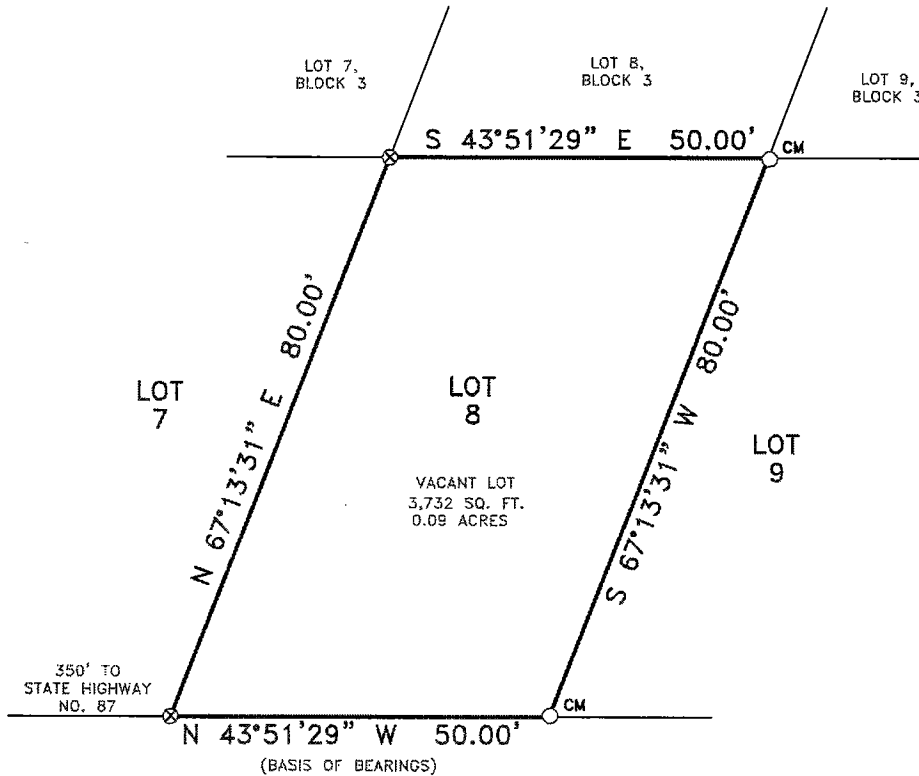 LOT 7,
BLOCK 3
LOT 8,
BLOCK 3
LOT 9,
BLOCK 3
S 43°51'29" E 50.00'
CM
N 67°13'31" E 80.00'
S 67°13'31" W 80.00'
LOT
7
LOT
8
LOT
9
VACANT LOT
3,732 SQ. FT.
0.09 ACRES
350' TO
STATE HIGHWAY
NO. 87
CM
N 43°51'29" W 50.00'
(BASIS OF BEARINGS)